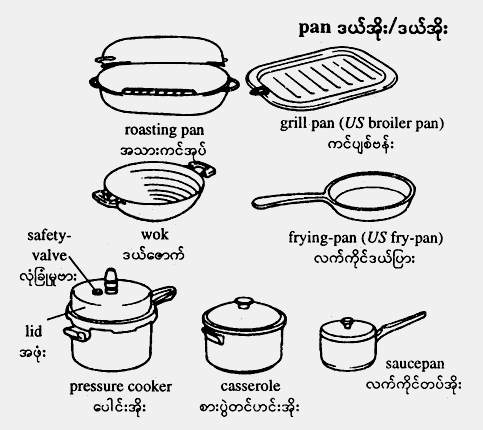 pan ဒယ်အိုး/ဒယ်အိုး
roasting pan
အသားကင်အုပ်
grill pan (US broiler pan)
ကင်ပျစ်ဗန်း
wok
ဒယ်ဇောက်
frying-pan (US fry-pan)
လက်ကိုင်ဒယ်ပြား
safety-
valve
လုံခြုံမှုဗား
lid
အဖုံး
pressure cooker
ပေါင်းအိုး
casserole
စားပွဲတင်ဟင်းအိုး
saucepan
လက်ကိုင်တပ်အိုး